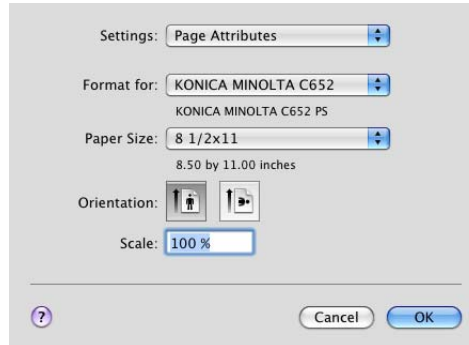 Settings: Page Attributes
Format for: KONICA MINOLTA C652
KONICA MINOLTA C652 PS
Paper Size: 8 1/2x11
8.50 by 11.00 inches
Orientation:
Scale: 100 %
? Cancel OK